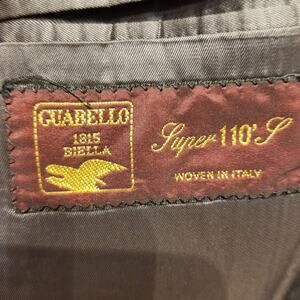 GUABELLO
1815
BIELLA
Super 110'S
WOVEN IN ITALY